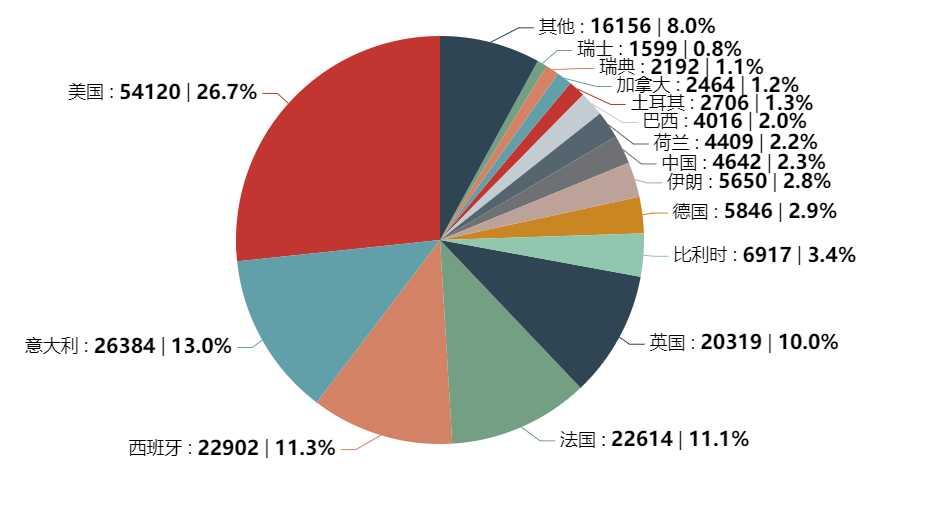 其他 : 16156 | 8.0%
瑞士 : 1599 | 0.8%
瑞典 : 2192 | 1.1%
加拿大 : 2464 | 1.2%
土耳其 : 2706 | 1.3%
巴西 : 4016 | 2.0%
荷兰 : 4409 | 2.2%
中国 : 4642 | 2.3%
伊朗 : 5650 | 2.8%
德国 : 5846 | 2.9%
比利时 : 6917 | 3.4%
英国 : 20319 | 10.0%
法国 : 22614 | 11.1%
西班牙 : 22902 | 11.3%
意大利 : 26384 | 13.0%
美国 : 54120 | 26.7%